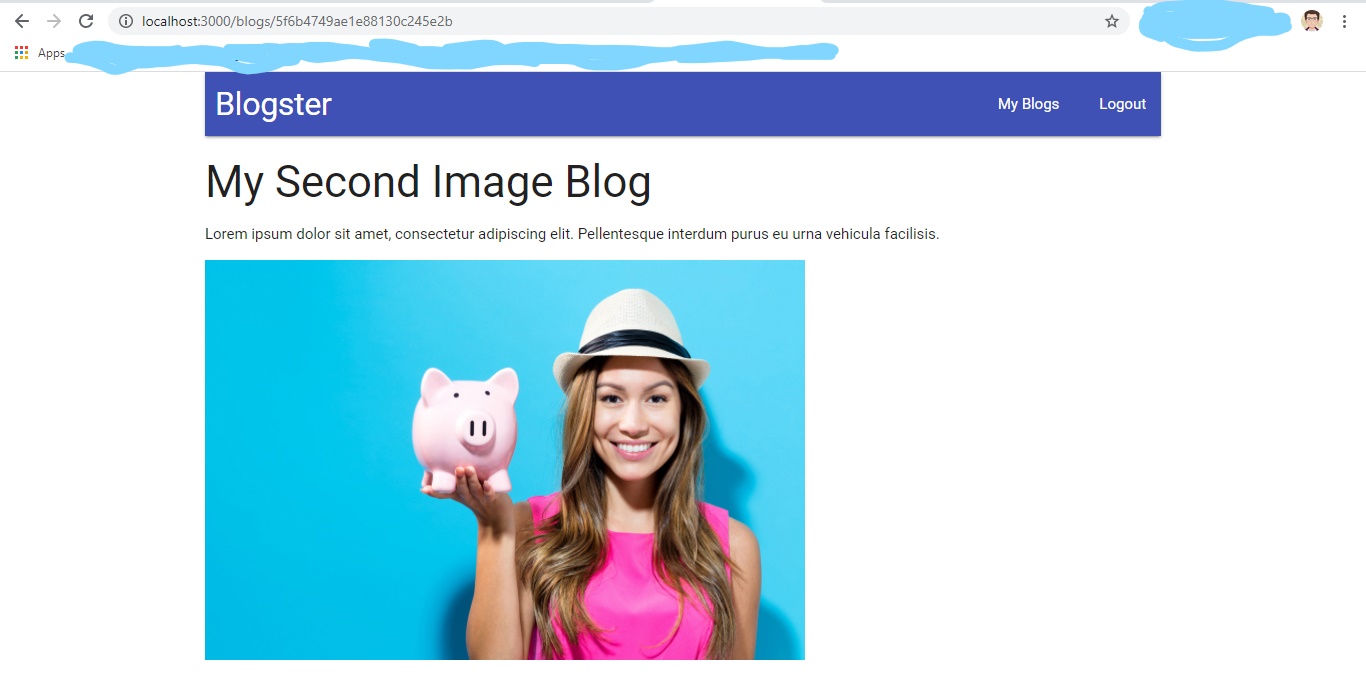 localhost:3000/blogs/5f6b4749ae1e88130c245e2b
Apps
Blogster
My Blogs
Logout
My Second Image Blog
Lorem ipsum dolor sit amet, consectetur adipiscing elit. Pellentesque interdum purus eu urna vehicula facilisis.